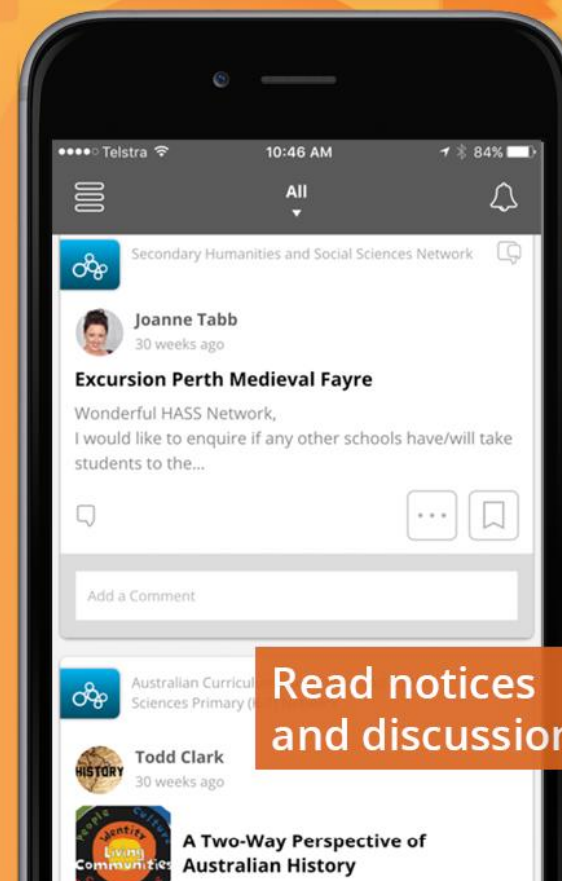 Telstra 10:46 AM 84%
All
Secondary Humanities and Social Sciences Network
Joanne Tabb
30 weeks ago
Excursion Perth Medieval Fayre
Wonderful HASS Network,
I would like to enquire if any other schools have/will take
students to the...
Add a Comment
Australian
Sciences Primary
Read notices
and discussion
HISTORY
Todd Clark
30 weeks ago
People Culture
Identity
Living
Communities
A Two-Way Perspective of
Australian History